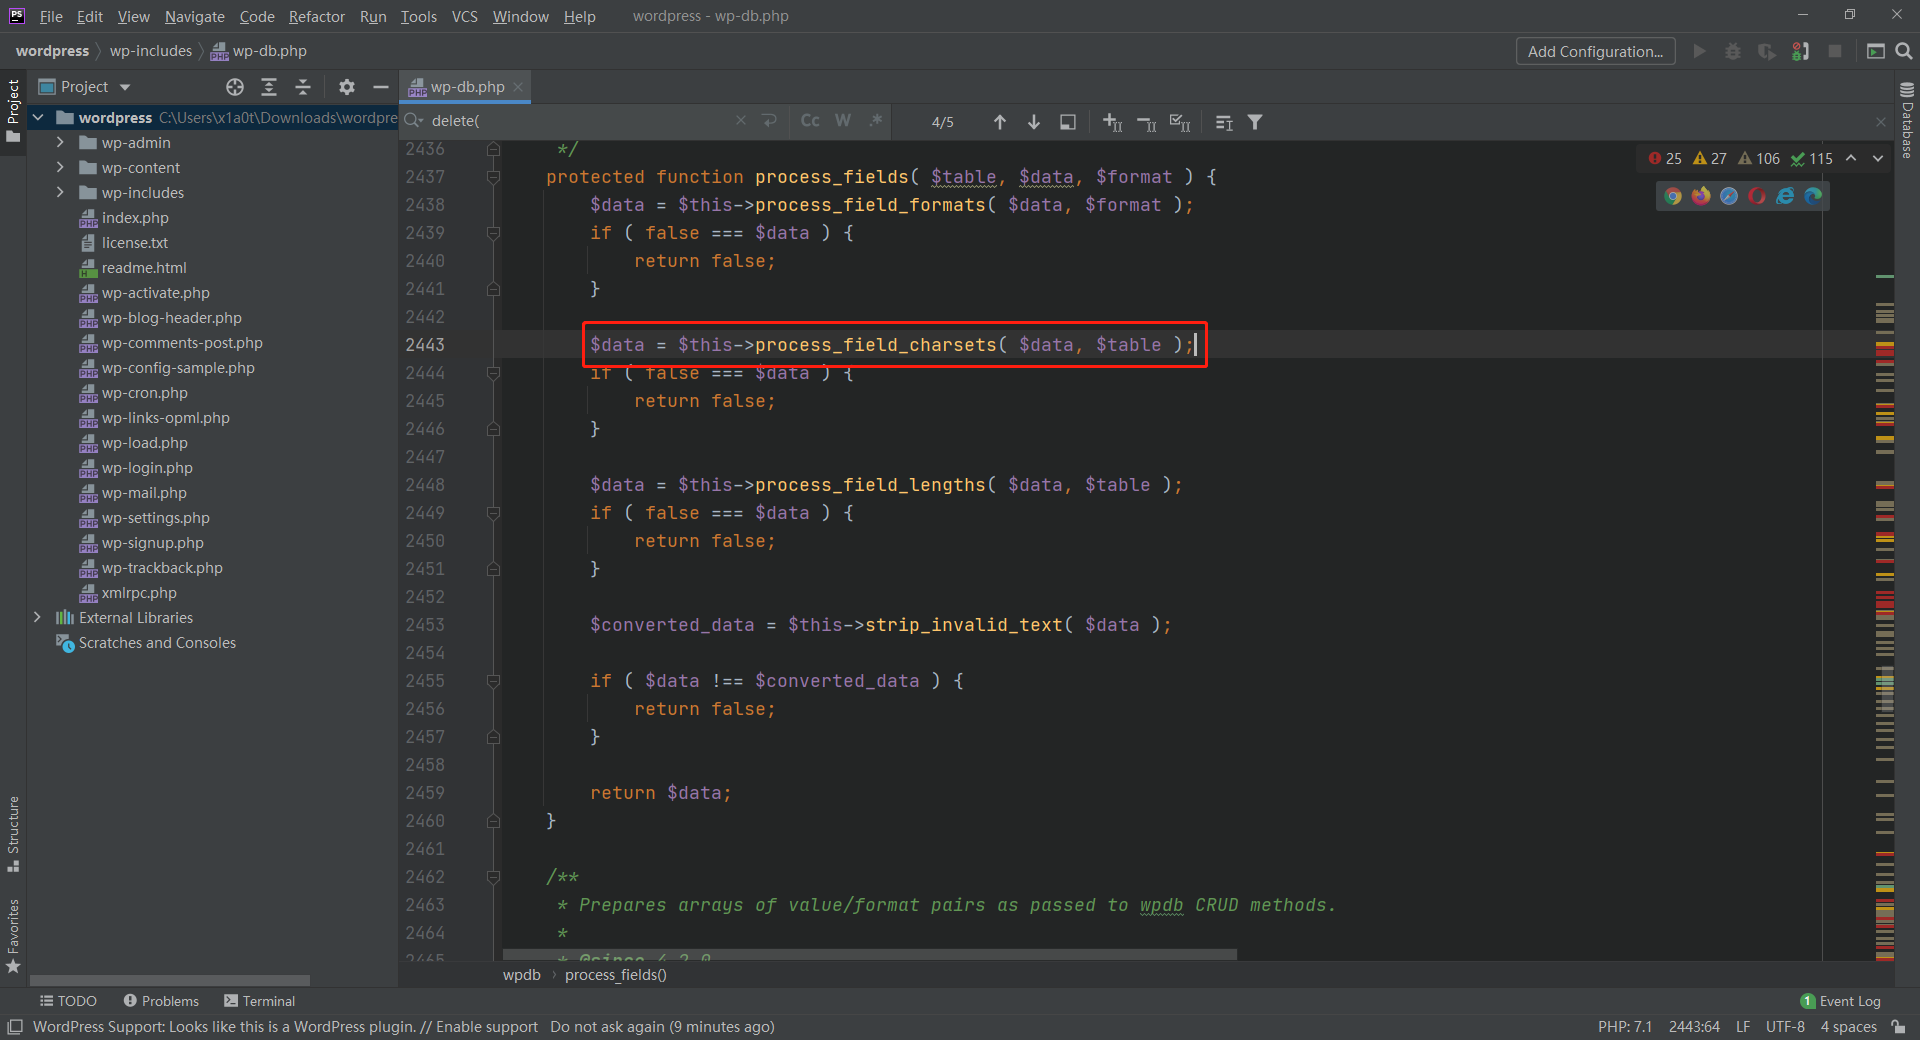 PS File Edit View Navigate Code Refactor Run Tools VCS Window Help wordpress - wp-db.php
wordpress wp-includes wp-db.php Add Configuration...
Project
Project
wordpress C:\Users\x1a0t\Downloads\wordpre
wp-admin
wp-content
wp-includes
index.php
license.txt
readme.html
wp-activate.php
wp-blog-header.php
wp-comments-post.php
wp-config-sample.php
wp-cron.php
wp-links-opml.php
wp-load.php
wp-login.php
wp-mail.php
wp-settings.php
wp-signup.php
wp-trackback.php
xmlrpc.php
External Libraries
Scratches and Consoles
Structure
Favorites
wp-db.php
delete( Cc W .* 4/5
25 27 106 115
2436 */
2437 protected function process_fields( $table, $data, $format ) {
2438 $data = $this->process_field_formats( $data, $format );
2439 if ( false === $data ) {
2440 return false;
2441 }
2442
2443 $data = $this->process_field_charsets( $data, $table );
2444 if ( false === $data ) {
2445 return false;
2446 }
2447
2448 $data = $this->process_field_lengths( $data, $table );
2449 if ( false === $data ) {
2450 return false;
2451 }
2452
2453 $converted_data = $this->strip_invalid_text( $data );
2454
2455 if ( $data !== $converted_data ) {
2456 return false;
2457 }
2458
2459 return $data;
2460 }
2461
2462 /**
2463 * Prepares arrays of value/format pairs as passed to wpdb CRUD methods.
2464 *
2465 * @since 4.2.0
Database
wpdb process_fields()
TODO Problems Terminal 1 Event Log
WordPress Support: Looks like this is a WordPress plugin. // Enable support Do not ask again (9 minutes ago) PHP: 7.1 2443:64 LF UTF-8 4 spaces